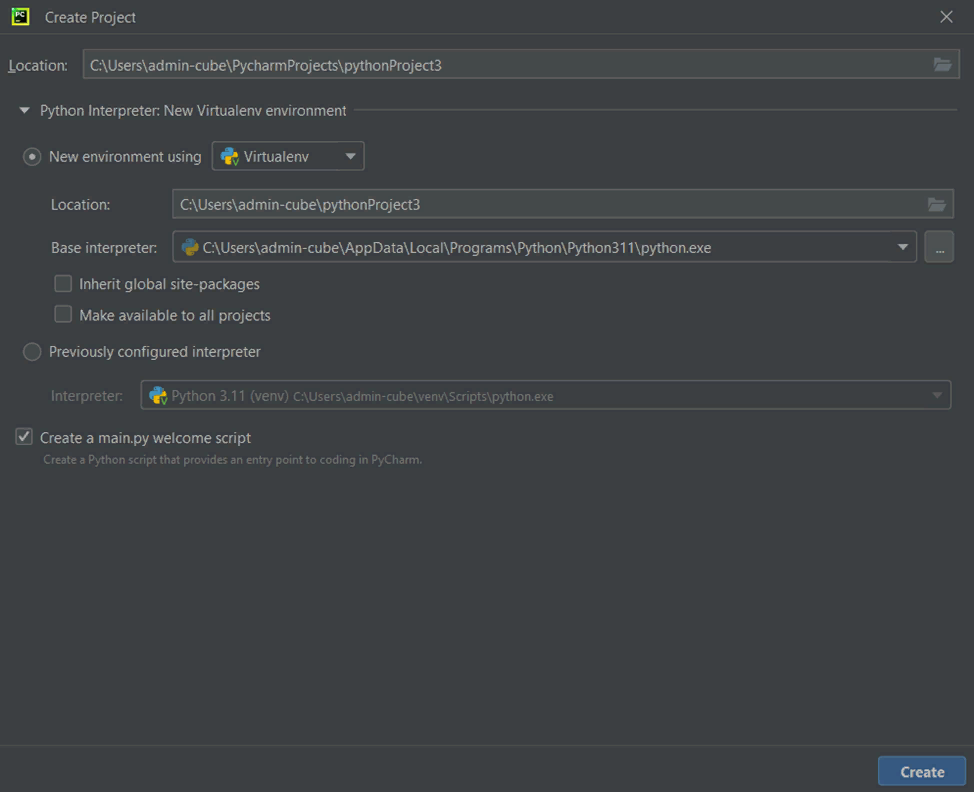 PC
Create Project
Location: C:\Users\admin-cube\PycharmProjects\pythonProject3
Python Interpreter: New Virtualenv environment
New environment using Virtualenv
Location: C:\Users\admin-cube\pythonProject3
Base interpreter: C:\Users\admin-cube\AppData\Local\Programs\Python\Python311\python.exe ...
Inherit global site-packages
Make available to all projects
Previously configured interpreter
Interpreter: Python 3.11 (venv) C:\Users\admin-cube\venv\Scripts\python.exe
Create a main.py welcome script
Create a Python script that provides an entry point to coding in PyCharm.
Create